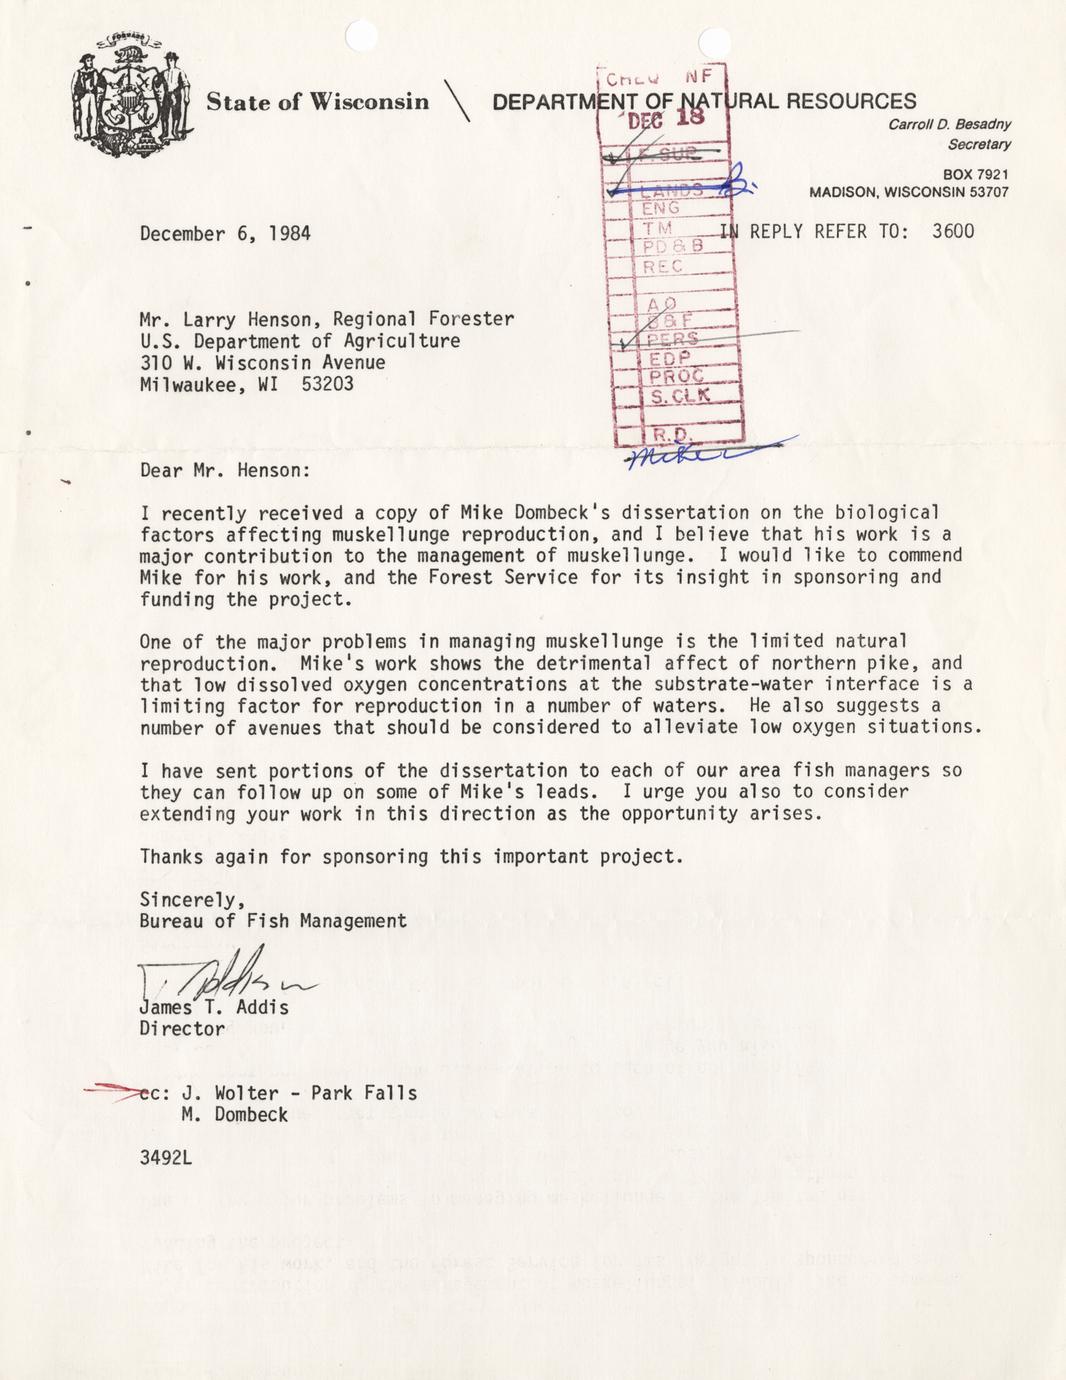 FORWARD
State of Wisconsin \ DEPARTMENT OF NATURAL RESOURCES
Carroll D. Besadny
Secretary
BOX 7921
MADISON, WISCONSIN 53707
CHEQ NF
DEC 18
F.SUP
LANDS
ENG
TM
PD & B
REC
AO
B&F
PERS
EDP
PROC
S. CLK
R.D.
Mike
December 6, 1984
IN REPLY REFER TO: 3600
Mr. Larry Henson, Regional Forester
U.S. Department of Agriculture
310 W. Wisconsin Avenue
Milwaukee, WI 53203
Dear Mr. Henson:
I recently received a copy of Mike Dombeck's dissertation on the biological
factors affecting muskellunge reproduction, and I believe that his work is a
major contribution to the management of muskellunge. I would like to commend
Mike for his work, and the Forest Service for its insight in sponsoring and
funding the project.
One of the major problems in managing muskellunge is the limited natural
reproduction. Mike's work shows the detrimental affect of northern pike, and
that low dissolved oxygen concentrations at the substrate-water interface is a
limiting factor for reproduction in a number of waters. He also suggests a
number of avenues that should be considered to alleviate low oxygen situations.
I have sent portions of the dissertation to each of our area fish managers so
they can follow up on some of Mike's leads. I urge you also to consider
extending your work in this direction as the opportunity arises.
Thanks again for sponsoring this important project.
Sincerely,
Bureau of Fish Management
J. T. Addis
James T. Addis
Director
cc: J. Wolter - Park Falls
M. Dombeck
3492L